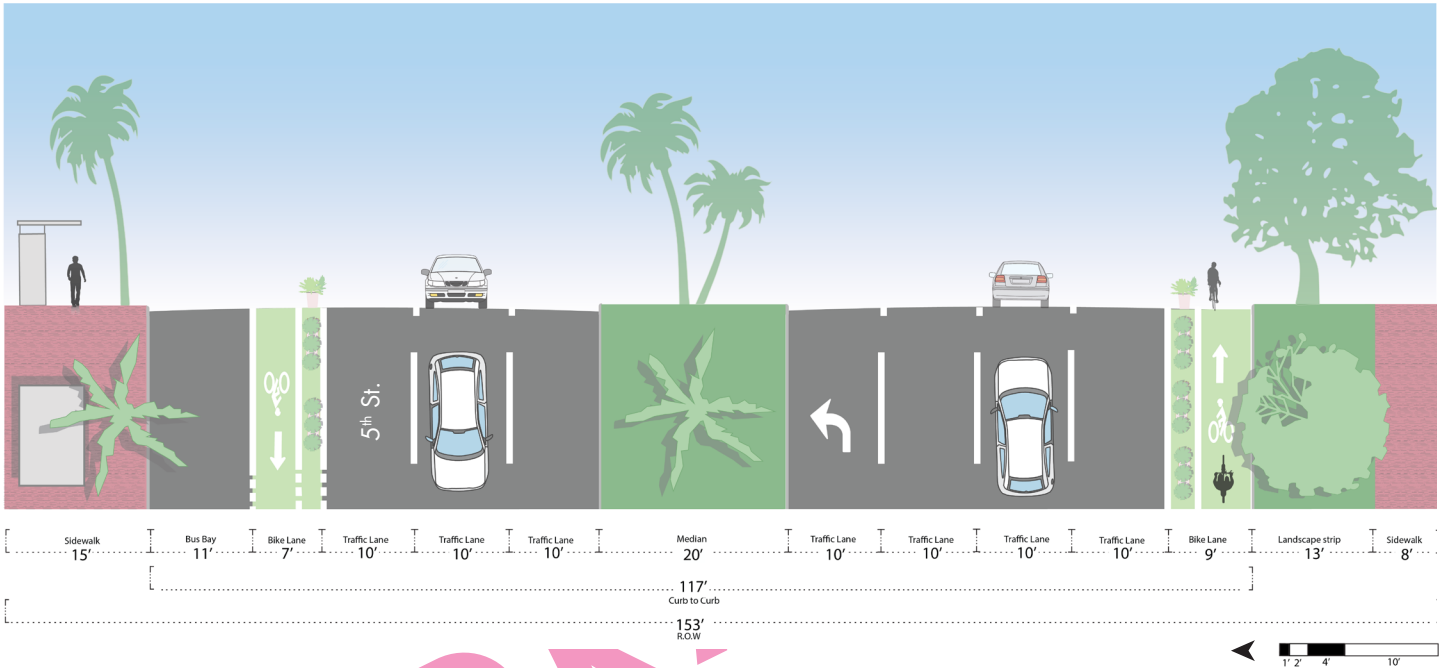 5th St.
Sidewalk
15'
Bus Bay
11'
Bike Lane
7'
Traffic Lane
10'
Traffic Lane
10'
Traffic Lane
10'
Median
20'
Traffic Lane
10'
Traffic Lane
10'
Traffic Lane
10'
Traffic Lane
10'
Bike Lane
9'
Landscape strip
13'
Sidewalk
8'
117'
Curb to Curb
153'
R.O.W
1' 2' 4' 10'